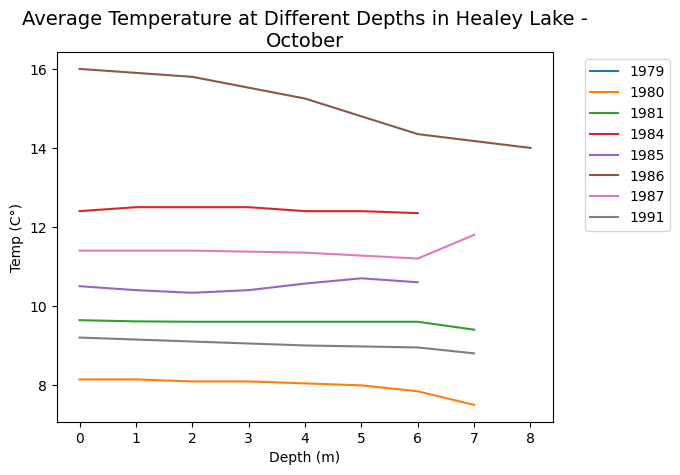 Average Temperature at Different Depths in Healey Lake -
October
16
14
12
10
8
Temp (C°)
0 1 2 3 4 5 6 7 8
Depth (m)
1979
1980
1981
1984
1985
1986
1987
1991